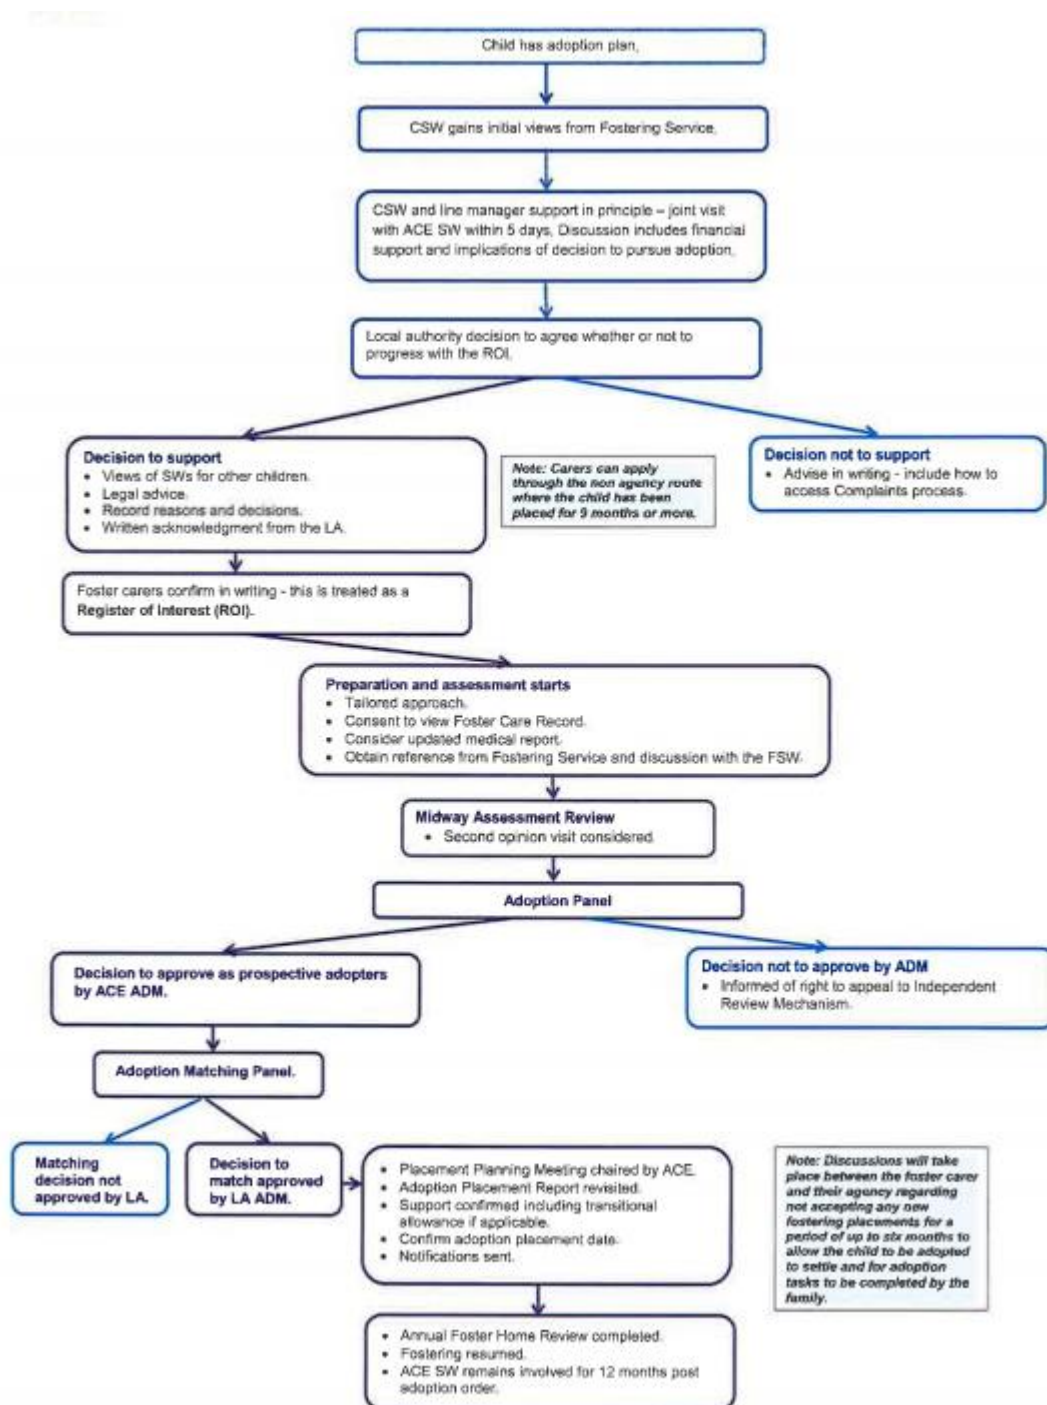 Child has adoption plan.
CSW gains initial views from Fostering Service.
CSW and line manager support in principle – joint visit
with ACE SW within 5 days. Discussion includes financial
support and implications of decision to pursue adoption.
Local authority decision to agree whether or not to
progress with the ROI.
Decision to support
• Views of SWs for other children.
• Legal advice.
• Record reasons and decisions.
• Written acknowledgment from the LA.
Note: Carers can apply
through the non agency route
where the child has been
placed for 9 months or more.
Decision not to support
• Advise in writing - include how to
access Complaints process.
Foster carers confirm in writing - this is treated as a
Register of Interest (ROI).
Preparation and assessment starts
• Tailored approach.
• Consent to view Foster Care Record.
• Consider updated medical report.
• Obtain reference from Fostering Service and discussion with the FSW.
Midway Assessment Review
• Second opinion visit considered.
Adoption Panel
Decision to approve as prospective adopters
by ACE ADM.
Decision not to approve by ADM
• Informed of right to appeal to Independent
Review Mechanism.
Adoption Matching Panel.
Matching
decision not
approved by LA.
Decision to
match approved
by LA ADM.
• Placement Planning Meeting chaired by ACE.
• Adoption Placement Report revisited.
• Support confirmed including transitional
allowance if applicable.
• Confirm adoption placement date.
• Notifications sent.
Note: Discussions will take
place between the foster carer
and their agency regarding
not accepting any new
fostering placements for a
period of up to six months to
allow the child to be adopted
to settle and for adoption
tasks to be completed by the
family.
• Annual Foster Home Review completed.
• Fostering resumed.
• ACE SW remains involved for 12 months post
adoption order.